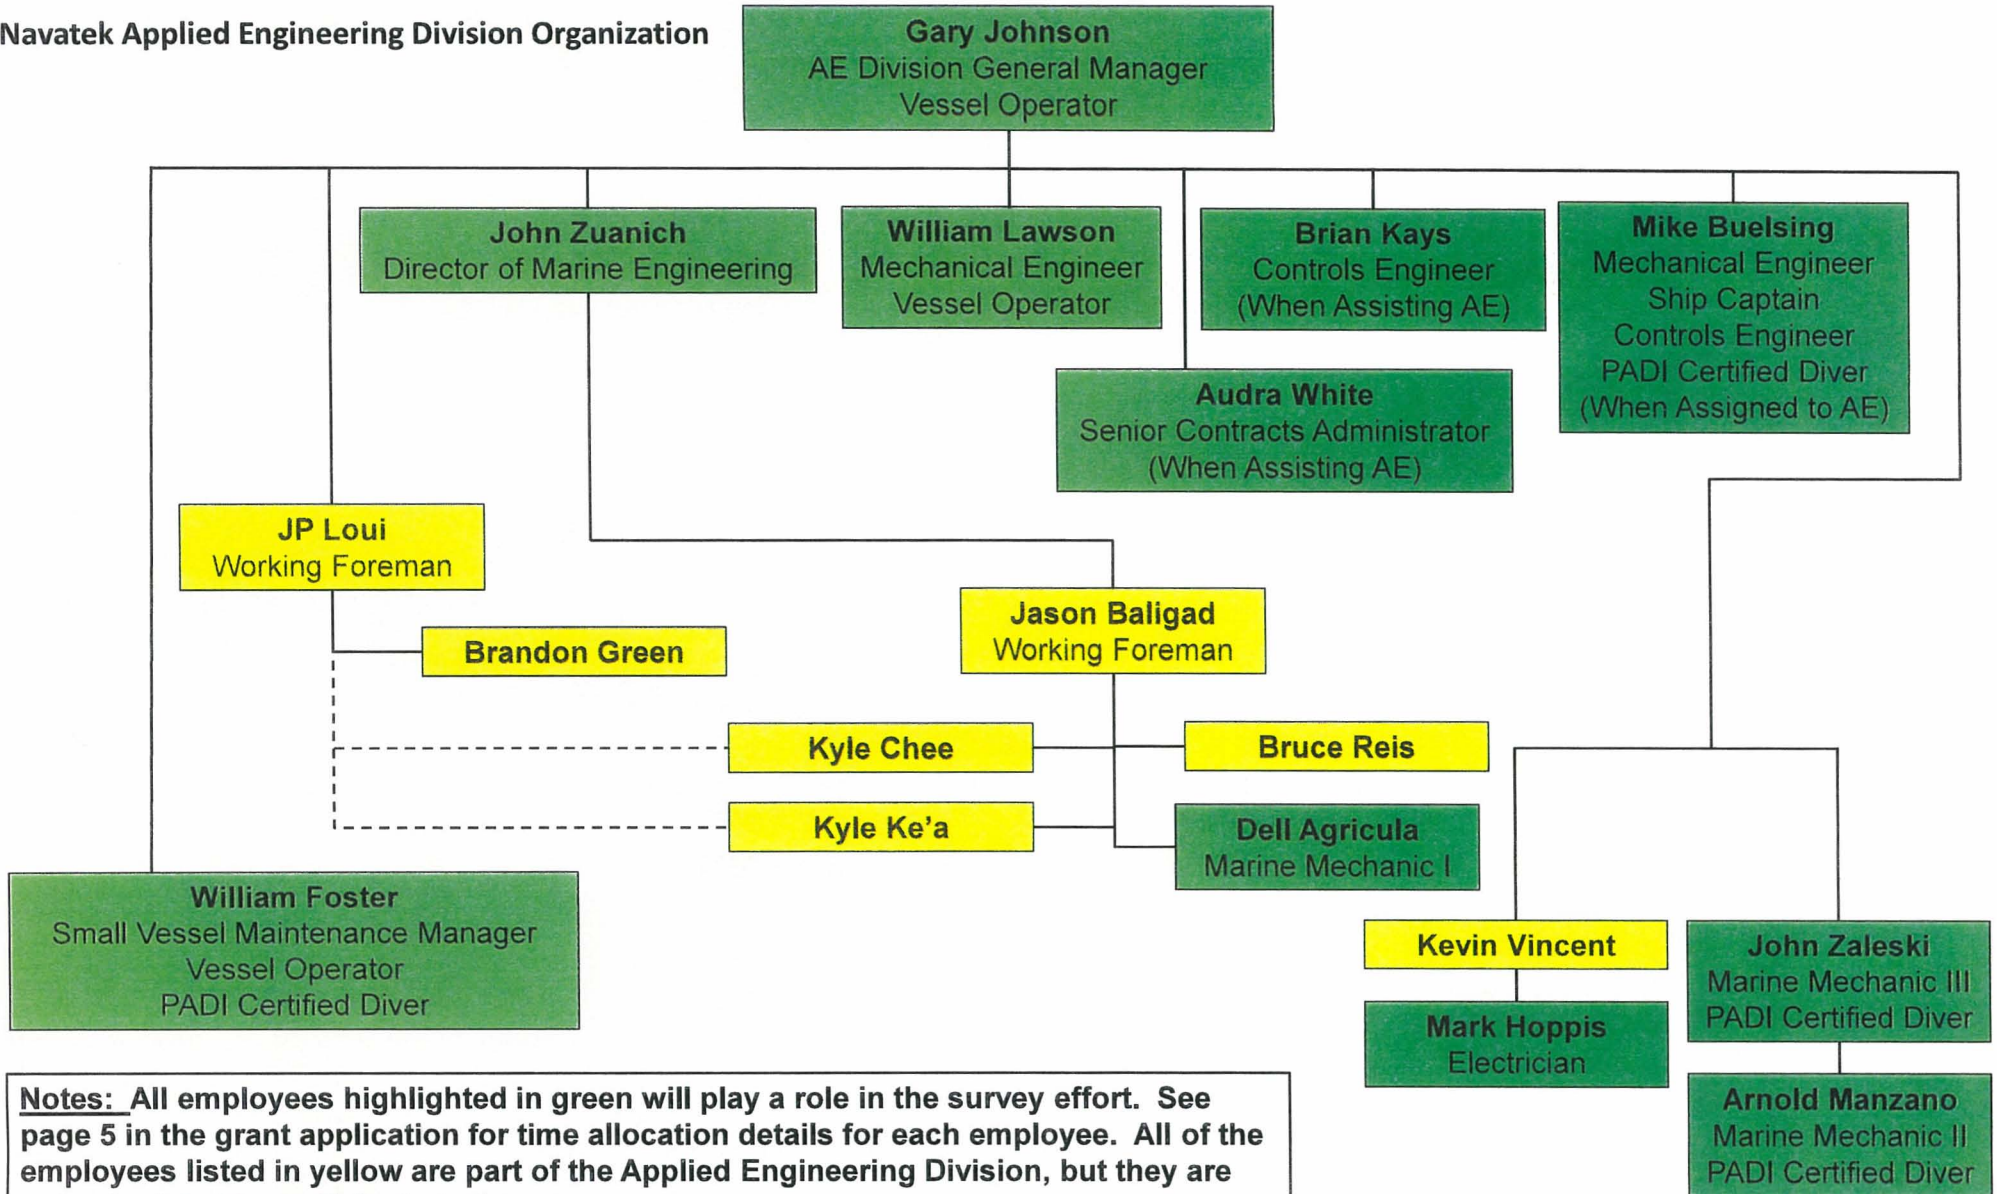 Navatek Applied Engineering Division Organization
Gary Johnson
AE Division General Manager
Vessel Operator
John Zuanich
Director of Marine Engineering
William Lawson
Mechanical Engineer
Vessel Operator
Brian Kays
Controls Engineer
(When Assisting AE)
Mike Buelsing
Mechanical Engineer
Ship Captain
Controls Engineer
PADI Certified Diver
(When Assigned to AE)
Audra White
Senior Contracts Administrator
(When Assisting AE)
JP Loui
Working Foreman
Jason Baligad
Working Foreman
Brandon Green
Kyle Chee
Bruce Reis
Kyle Ke’a
Dell Agricula
Marine Mechanic I
William Foster
Small Vessel Maintenance Manager
Vessel Operator
PADI Certified Diver
Kevin Vincent
Mark Hoppis
Electrician
John Zaleski
Marine Mechanic III
PADI Certified Diver
Arnold Manzano
Marine Mechanic II
PADI Certified Diver
Notes: All employees highlighted in green will play a role in the survey effort. See
page 5 in the grant application for time allocation details for each employee. All of the
employees listed in yellow are part of the Applied Engineering Division, but they are